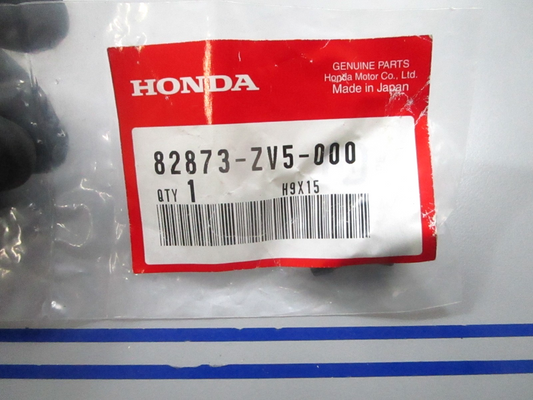 HONDA
GENUINE PARTS
Honda Motor Co., Ltd.
Made in Japan
82873-ZV5-000
QTY 1 H9X15